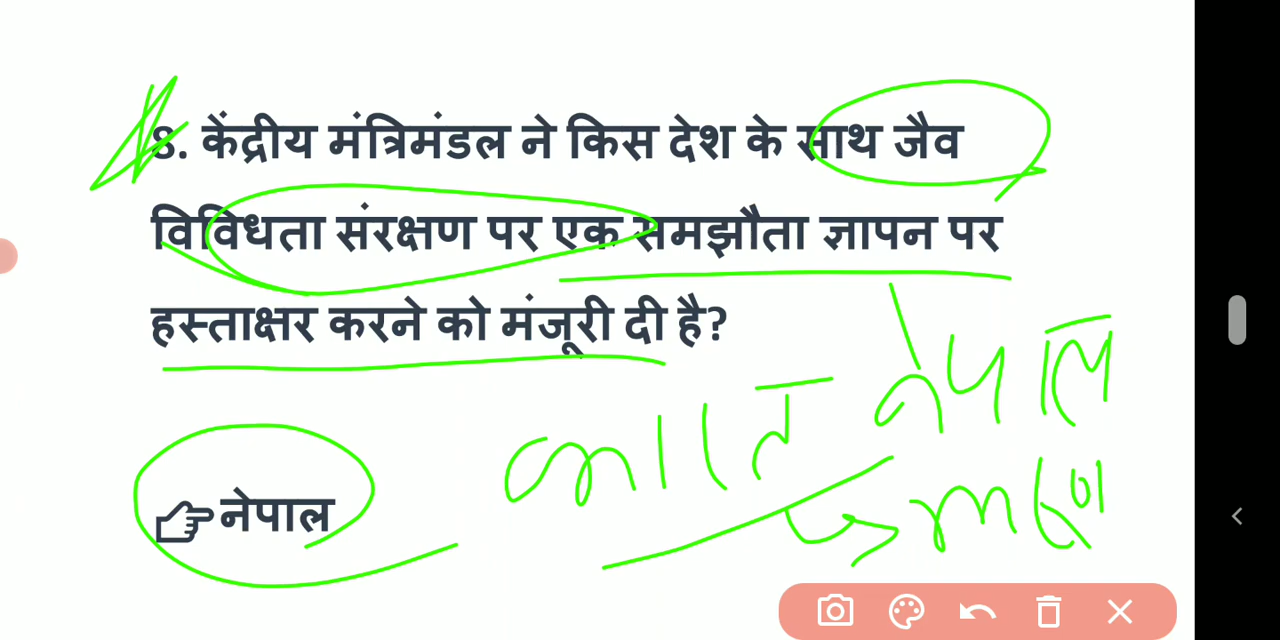 8. केंद्रीय मंत्रिमंडल ने किस देश के साथ जैव
विविधता संरक्षण पर एक समझौता ज्ञापन पर
हस्ताक्षर करने को मंजूरी दी है?
नेपाल
👉नेपाल